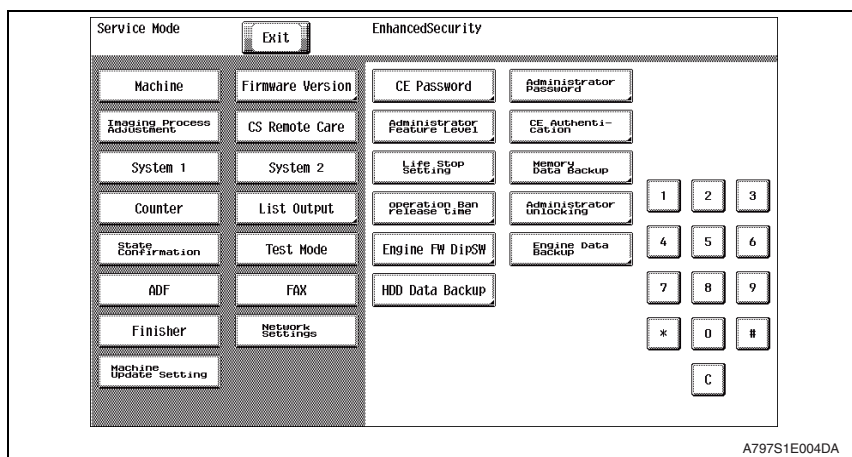 Service Mode
Exit
EnhancedSecurity
Machine
Firmware Version
Imaging Process
Adjustment
CS Remote Care
System 1
System 2
Counter
List Output
State
Confirmation
Test Mode
ADF
FAX
Finisher
Network
Settings
Machine
Update Setting
CE Password
Administrator
Password
Administrator
Feature Level
CE Authenti-
cation
Life Stop
Setting
Memory
Data Backup
operation Ban
release time
Administrator
unlocking
Engine FW DipSW
Engine Data
Backup
HDD Data Backup
1 2 3
4 5 6
7 8 9
* 0 #
C
A797S1E004DA